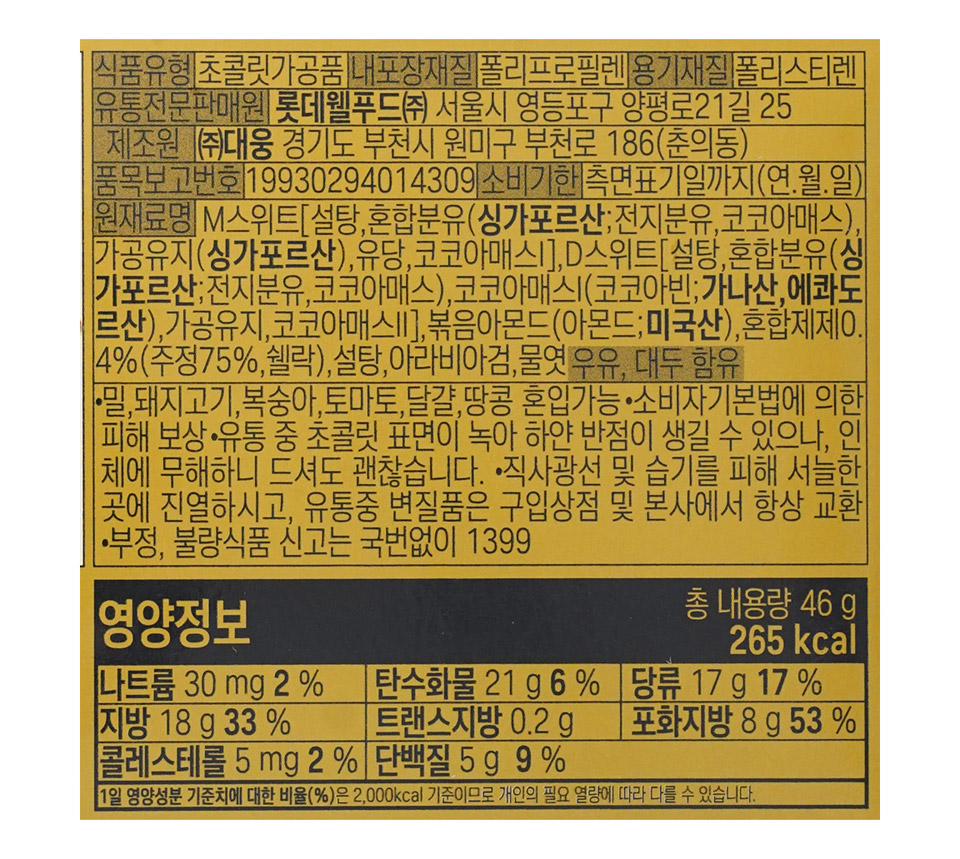 식품유형 초콜릿가공품 내포장재질 폴리프로필렌 용기재질 폴리스티렌
유통전문판매원 롯데웰푸드㈜ 서울시 영등포구 양평로21길 25
제조원 ㈜대웅 경기도 부천시 원미구 부천로 186(춘의동)
품목보고번호 19930294014309 소비기한 측면표기일까지(연.월.일)
원재료명 M스위트[설탕,혼합분유(싱가포르산;전지분유,코코아매스),
가공유지(싱가포르산),유당,코코아매스I],D스위트[설탕,혼합분유(싱
가포르산;전지분유,코코아매스),코코아매스I(코코아빈;가나산,에콰도
르산),가공유지,코코아매스II],볶음아몬드(아몬드;미국산),혼합제제0.
4%(주정75%,쉘락),설탕,아라비아검,물엿 우유, 대두 함유
•밀,돼지고기,복숭아,토마토,달걀,땅콩 혼입가능•소비자기본법에 의한
피해 보상•유통 중 초콜릿 표면이 녹아 하얀 반점이 생길 수 있으나, 인
체에 무해하니 드셔도 괜찮습니다. •직사광선 및 습기를 피해 서늘한
곳에 진열하시고, 유통중 변질품은 구입상점 및 본사에서 항상 교환
•부정, 불량식품 신고는 국번없이 1399
영양정보 총 내용량 46 g
265 kcal
나트륨 30 mg 2 % 탄수화물 21 g 6 % 당류 17 g 17 %
지방 18 g 33 % 트랜스지방 0.2 g 포화지방 8 g 53 %
콜레스테롤 5 mg 2 % 단백질 5 g 9 %
1일 영양성분 기준치에 대한 비율(%)은 2,000kcal 기준이므로 개인의 필요 열량에 따라 다를 수 있습니다.